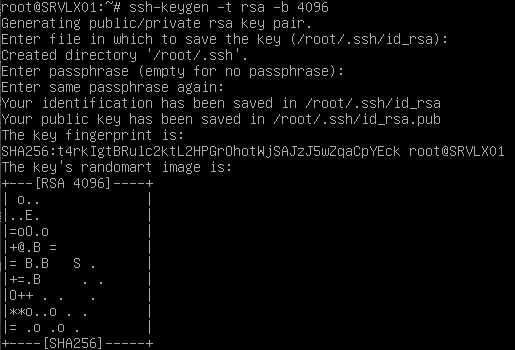 root@SRVLX01:~# ssh-keygen -t rsa -b 4096
Generating public/private rsa key pair.
Enter file in which to save the key (/root/.ssh/id_rsa):
Created directory '/root/.ssh'.
Enter passphrase (empty for no passphrase):
Enter same passphrase again:
Your identification has been saved in /root/.ssh/id_rsa
Your public key has been saved in /root/.ssh/id_rsa.pub
The key fingerprint is:
SHA256:t4rkIgtBRulc2ktL2HPGrOhotWjSAJzJ5wZqaCpYEck root@SRVLX01
The key's randomart image is:
+---[RSA 4096]----+
| o..             |
|..E.             |
|=oO.o            |
|+@.B =           |
|= B.B   S .      |
|+=.B     . .     |
|O++ . .   .      |
|**o..o . .       |
|= .o .o .        |
+----[SHA256]-----+